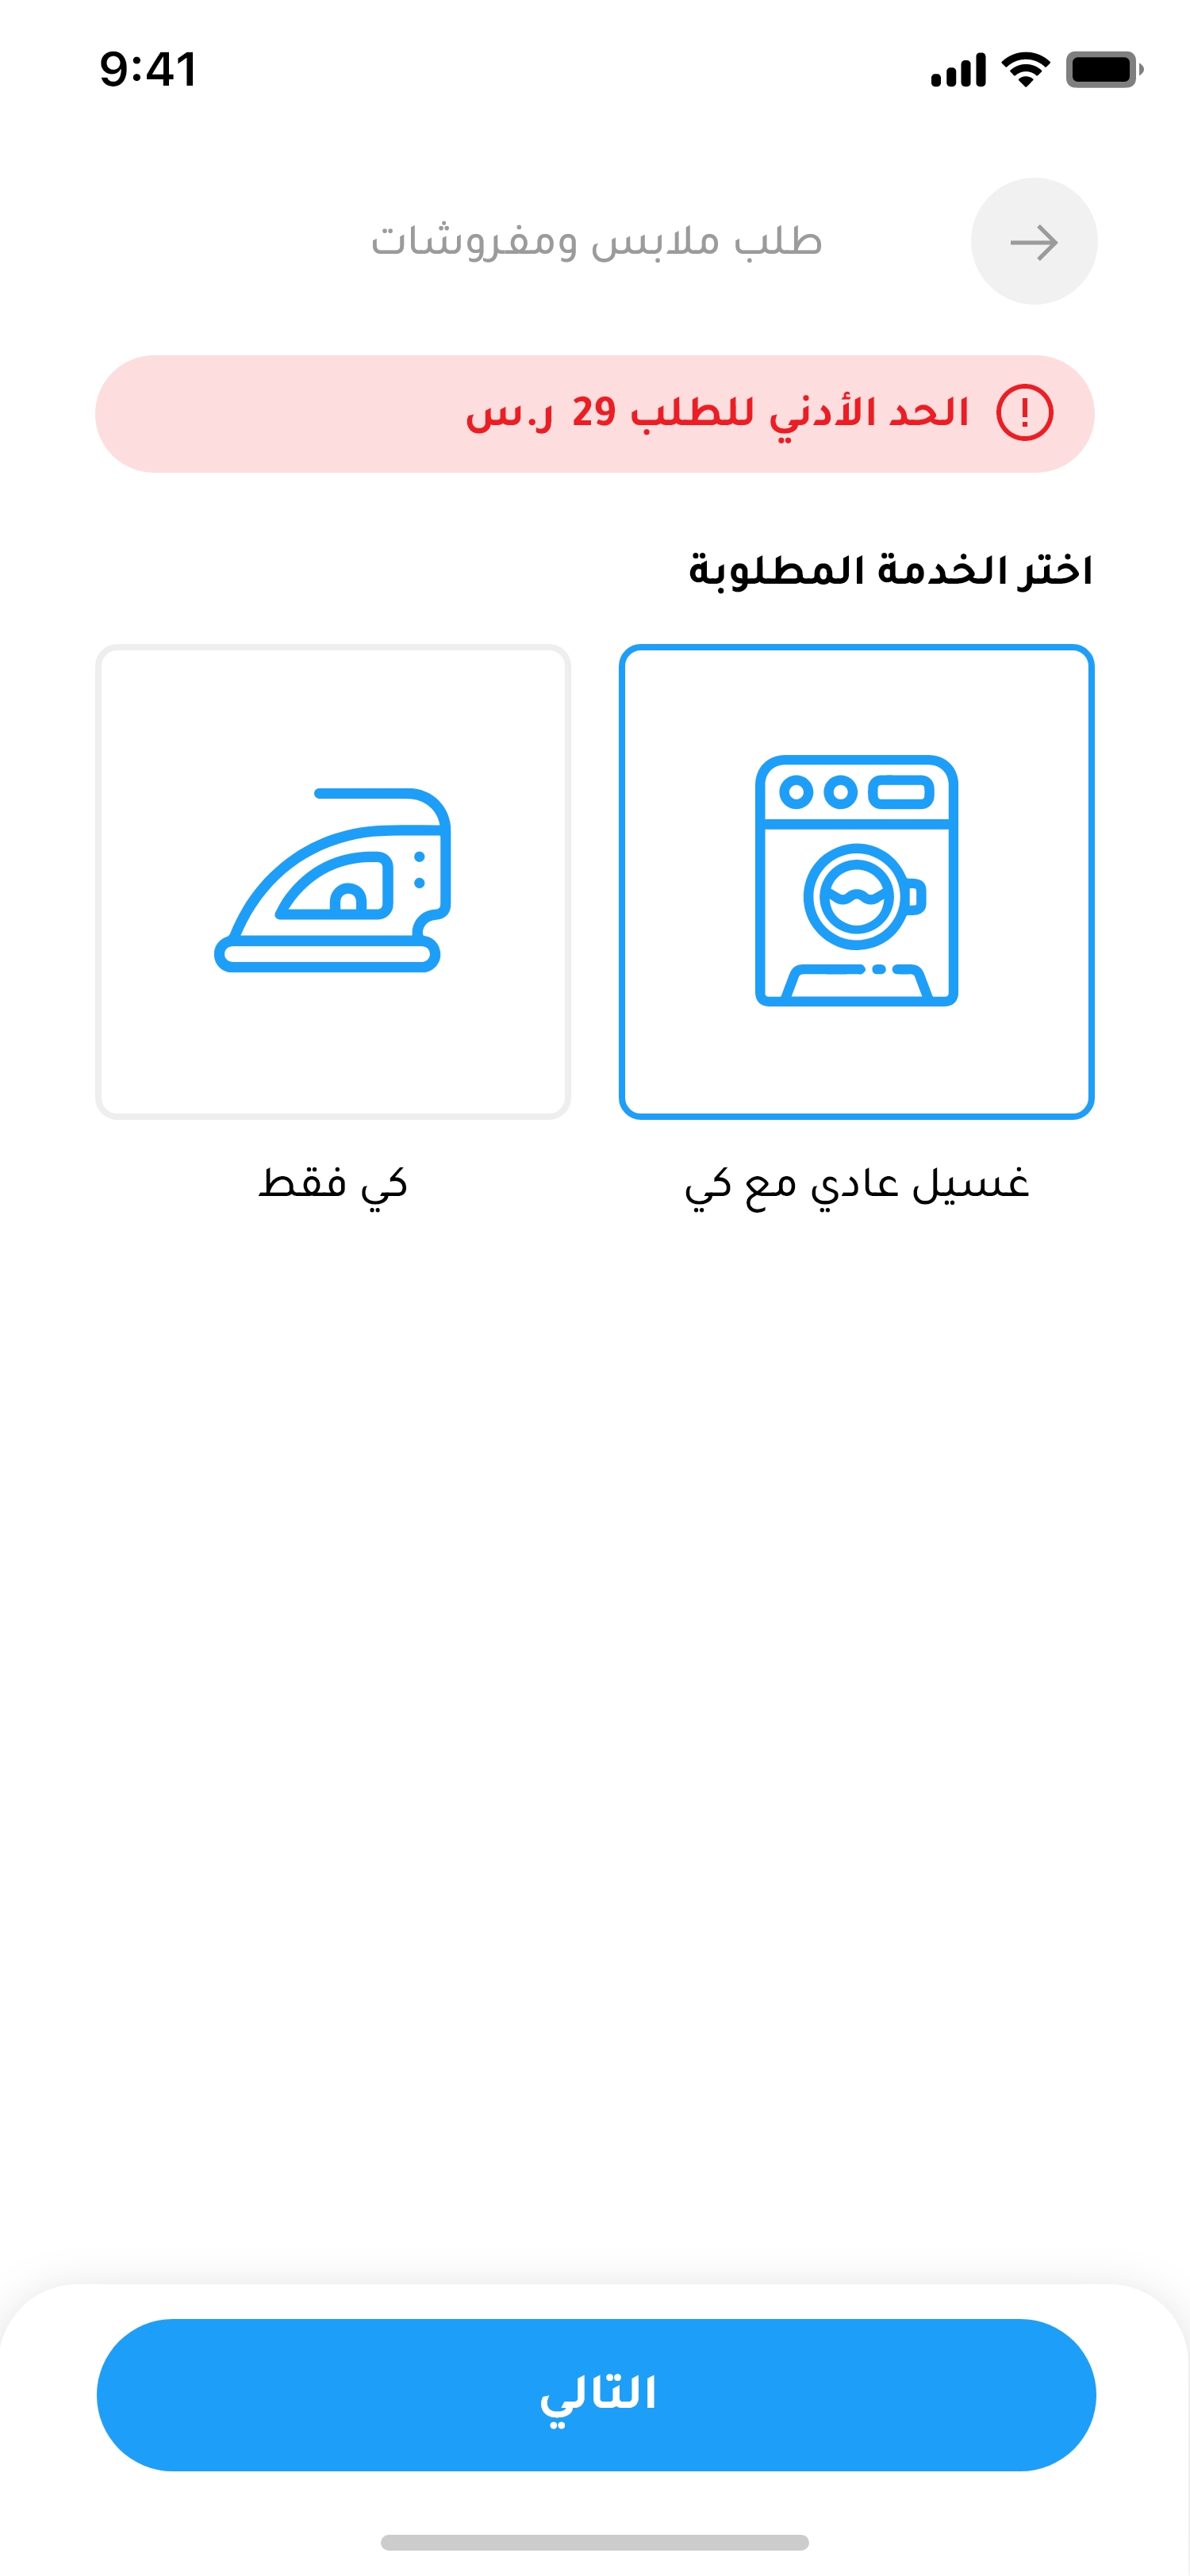 9:41
طلب ملابس ومفروشات
الحد الأدني للطلب 29 ر.س
اختر الخدمة المطلوبة
غسيل عادي مع كي
كي فقط
التالي